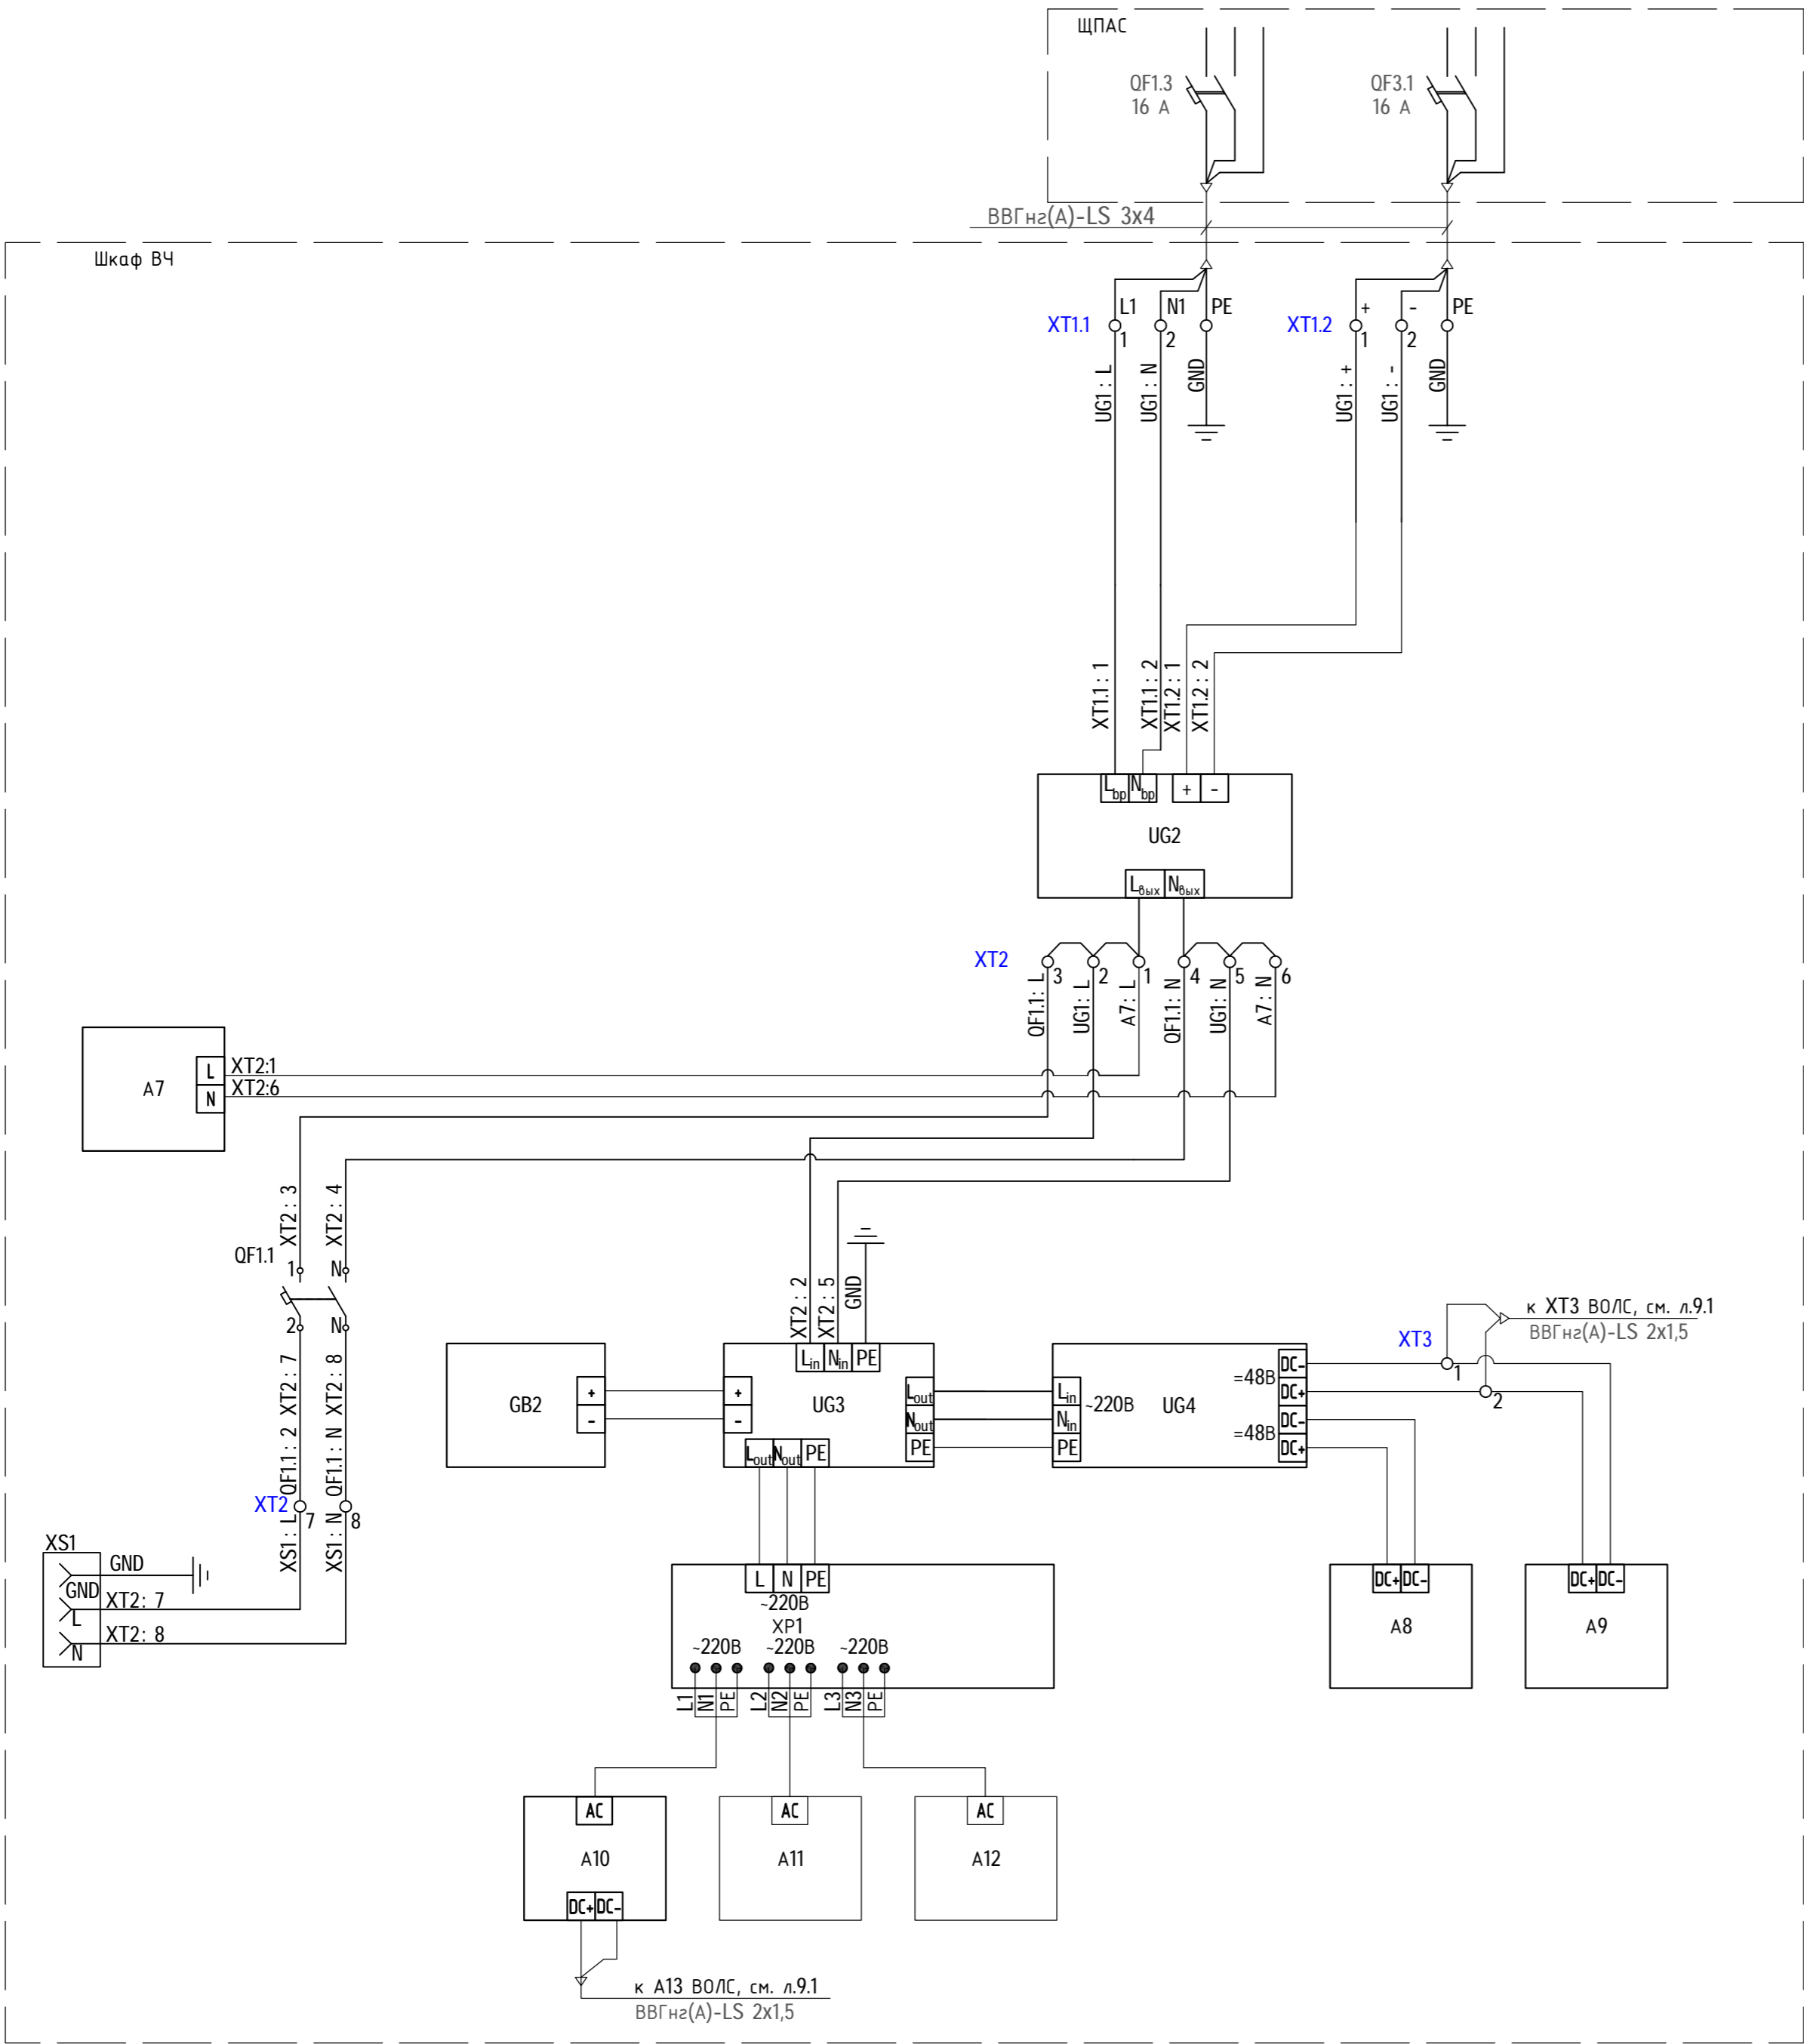 ЩПАС
QF1.3
16 А
QF3.1
16 А
ВВГнг(А)-LS 3х4
Шкаф ВЧ
XT1.1
L1
N1
PE
1
2
XT1.2
+
-
PE
1
2
UG1 : L
UG1 : N
GND
UG1 : +
UG1 : -
GND
XT1.1 : 1
XT1.1 : 2
XT1.2 : 1
XT1.2 : 2
Lbp Nbp + -
UG2
Lвых Nвых
XT2
3 2 1 4 5 6
QF1.1: L
UG1: L
A7: L
QF1.1: N
UG1: N
A7: N
A7
L XT2:1
N XT2:6
XT2 : 3
XT2 : 4
QF1.1
1 N
2 N
XT2 : 7
XT2 : 8
QF1.1 : 2
QF1.1 : N
XT2
7 8
XS1 : L
XS1 : N
XS1
GND
GND
L
XT2: 7
N
XT2: 8
XT2 : 2
XT2 : 5
GND
GB2
+
-
Lin Nin PE
+
-
UG3
Lout
Nout
PE
Lout Nout PE
Lin
Nin
PE
~220В
UG4
=48В
=48В
DC-
DC+
DC-
DC+
XT3
1
2
к ХТ3 ВОЛС, см. л.9.1
ВВГнг(А)-LS 2х1,5
L N PE
~220В
XP1
~220В ~220В ~220В
L1 N1 PE L2 N2 PE L3 N3 PE
DC+ DC-
A8
DC+ DC-
A9
AC
A10
DC+ DC-
AC
A11
AC
A12
к А13 ВОЛС, см. л.9.1
ВВГнг(А)-LS 2х1,5